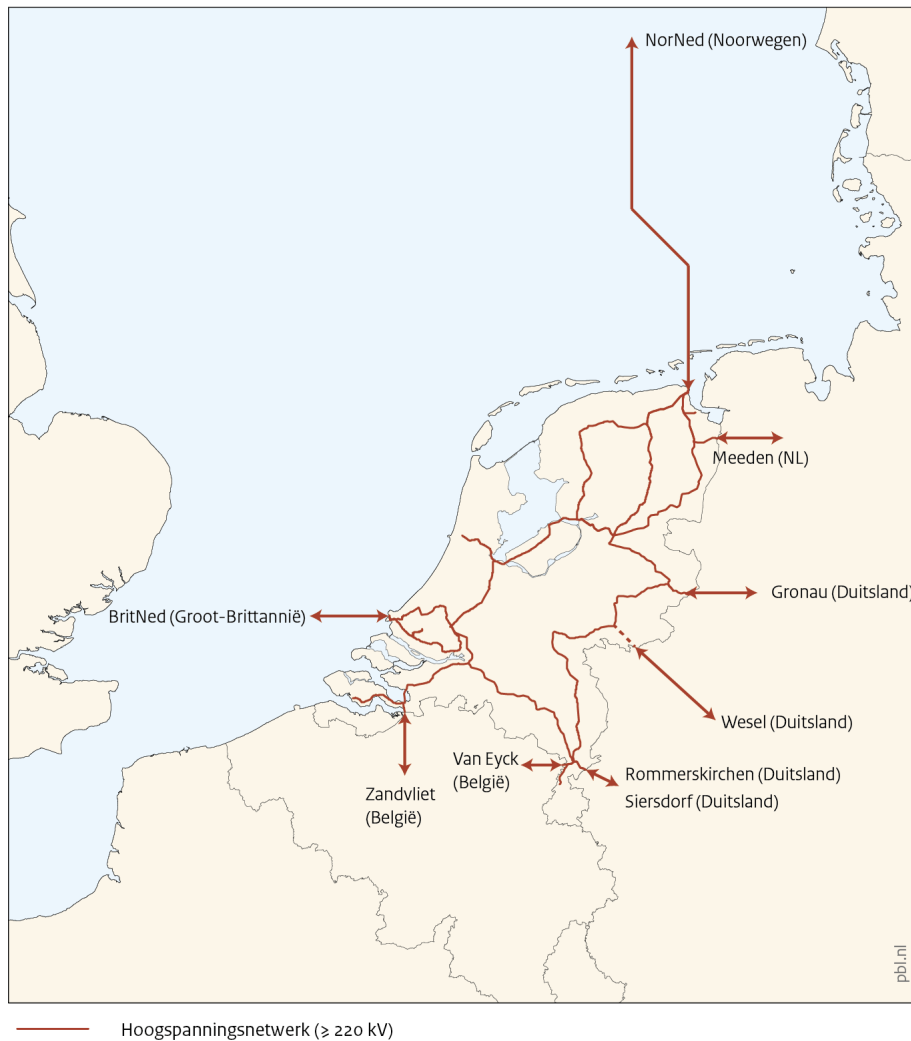 NorNed (Noorwegen)
Meeden (NL)
Gronau (Duitsland)
BritNed (Groot-Brittannië)
Wesel (Duitsland)
Van Eyck
(België)
Rommerskirchen (Duitsland)
Siersdorf (Duitsland)
Zandvliet
(België)
pbl.nl
Hoogspanningsnetwerk (≥ 220 kV)